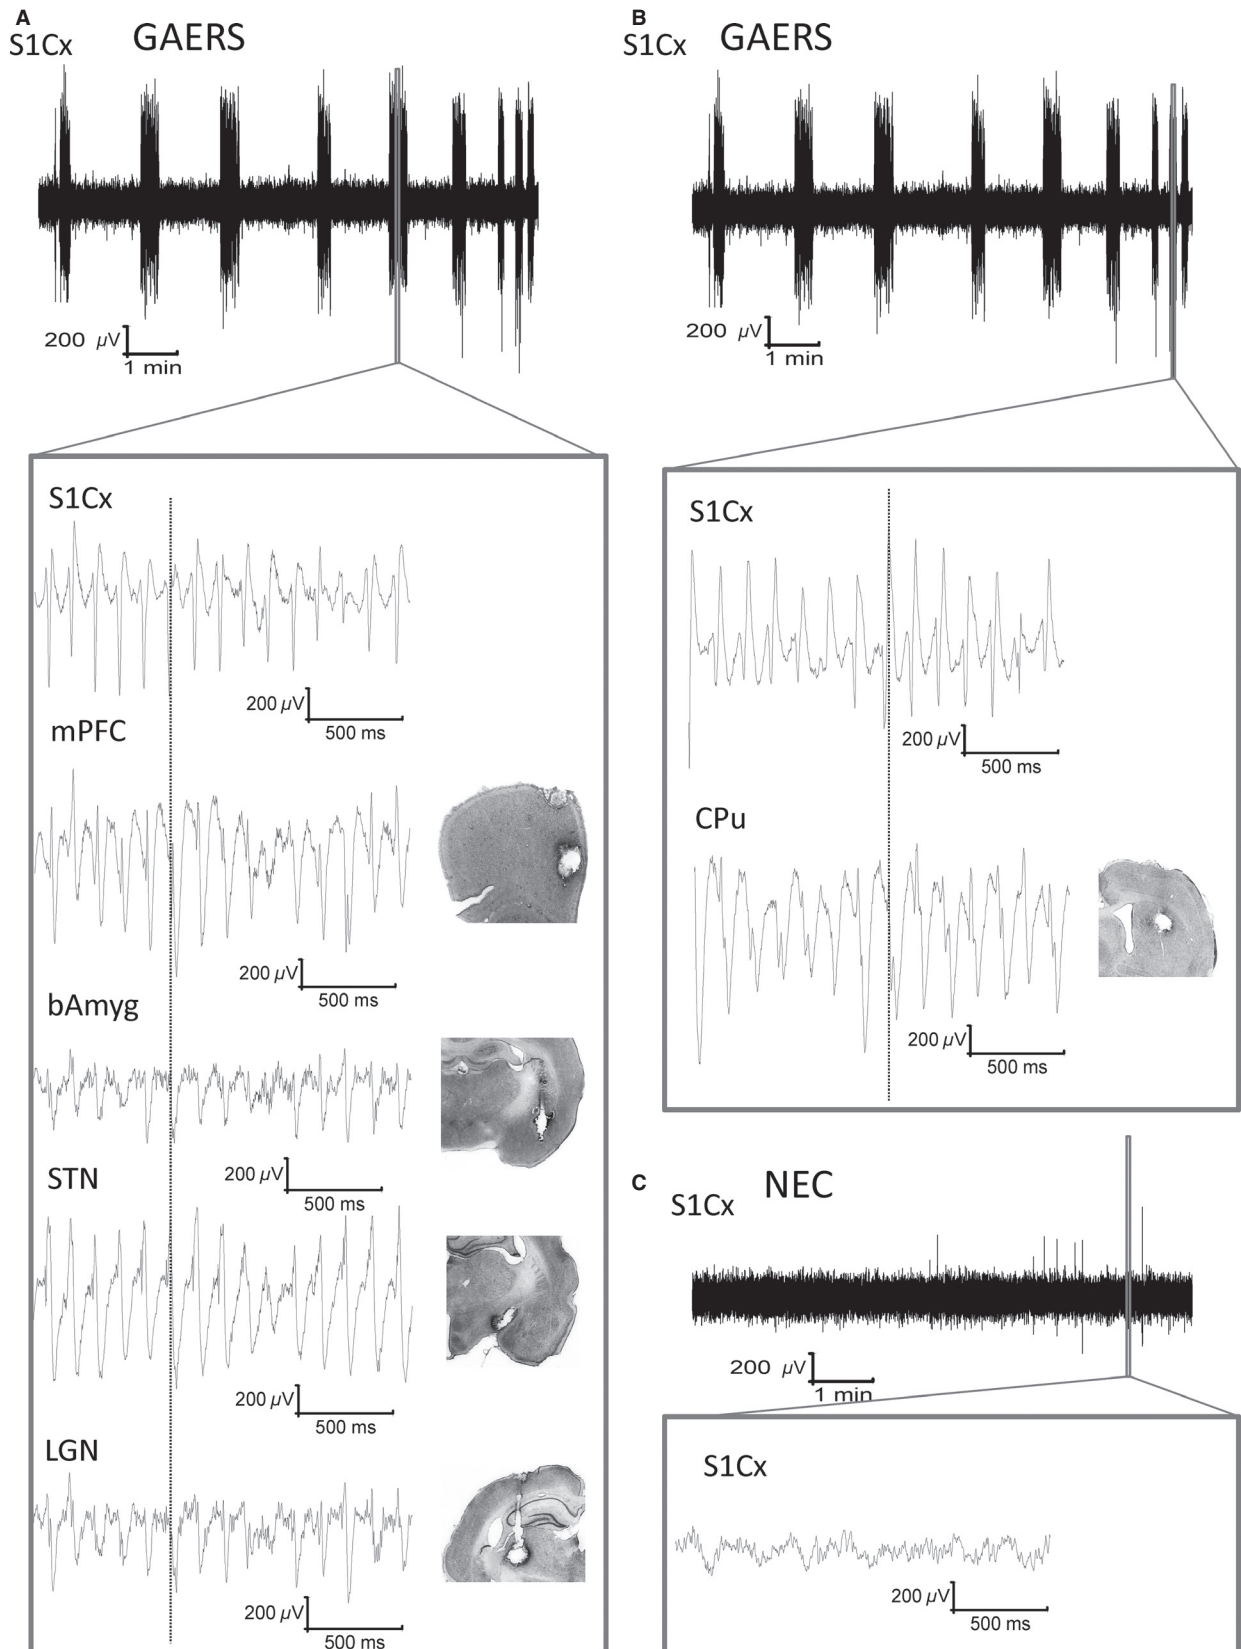 A
S1Cx GAERS
200 µV
1 min
S1Cx
200 µV
500 ms
mPFC
200 µV
500 ms
bAmyg
200 µV
500 ms
STN
200 µV
500 ms
LGN
200 µV
500 ms
B
S1Cx GAERS
200 µV
1 min
S1Cx
200 µV
500 ms
CPu
200 µV
500 ms
C
S1Cx NEC
200 µV
1 min
S1Cx
200 µV
500 ms